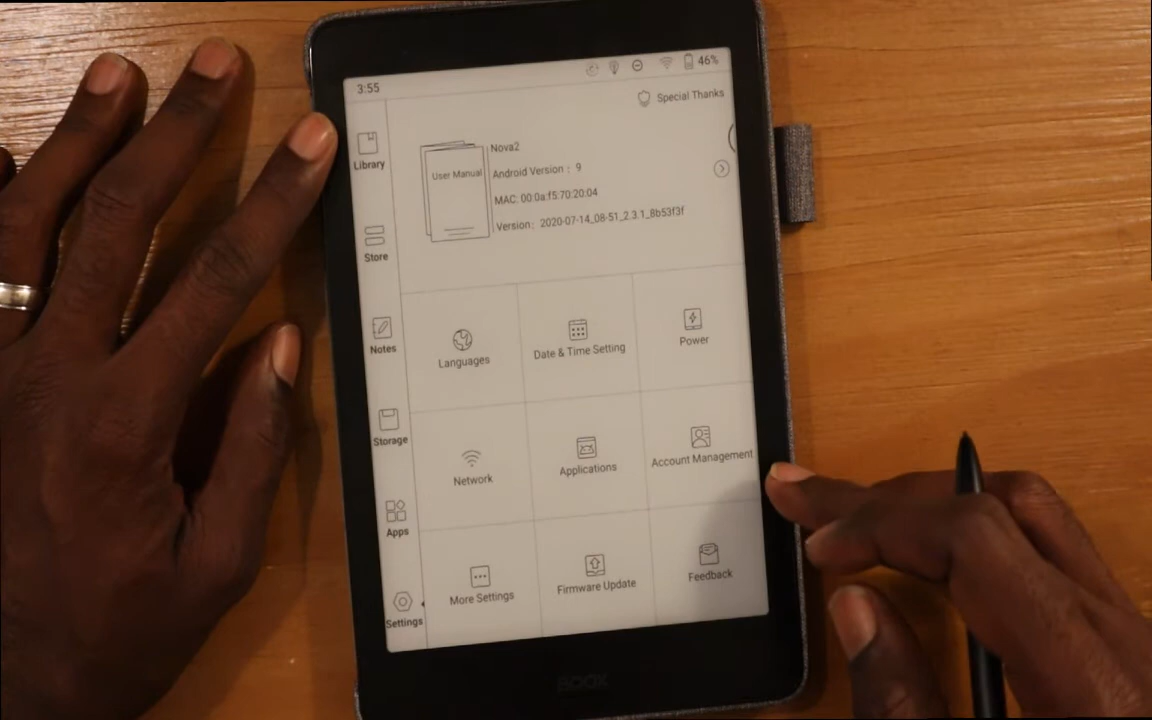 3:55
46%
Special Thanks
Library
Store
Notes
Storage
Apps
Settings
User Manual
Nova2
Android Version : 9
MAC: 00:0a:f5:70:20:04
Version: 2020-07-14_08-51_2.3.1_8b53f3f
Languages
Date & Time Setting
Power
Network
Applications
Account Management
More Settings
Firmware Update
Feedback
BOOX